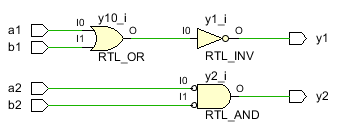 y10_i
y1_i
a1 I0 O I0 O y1
b1 I1
RTL_OR RTL_INV
y2_i
a2 I0 O y2
b2 I1
RTL_AND